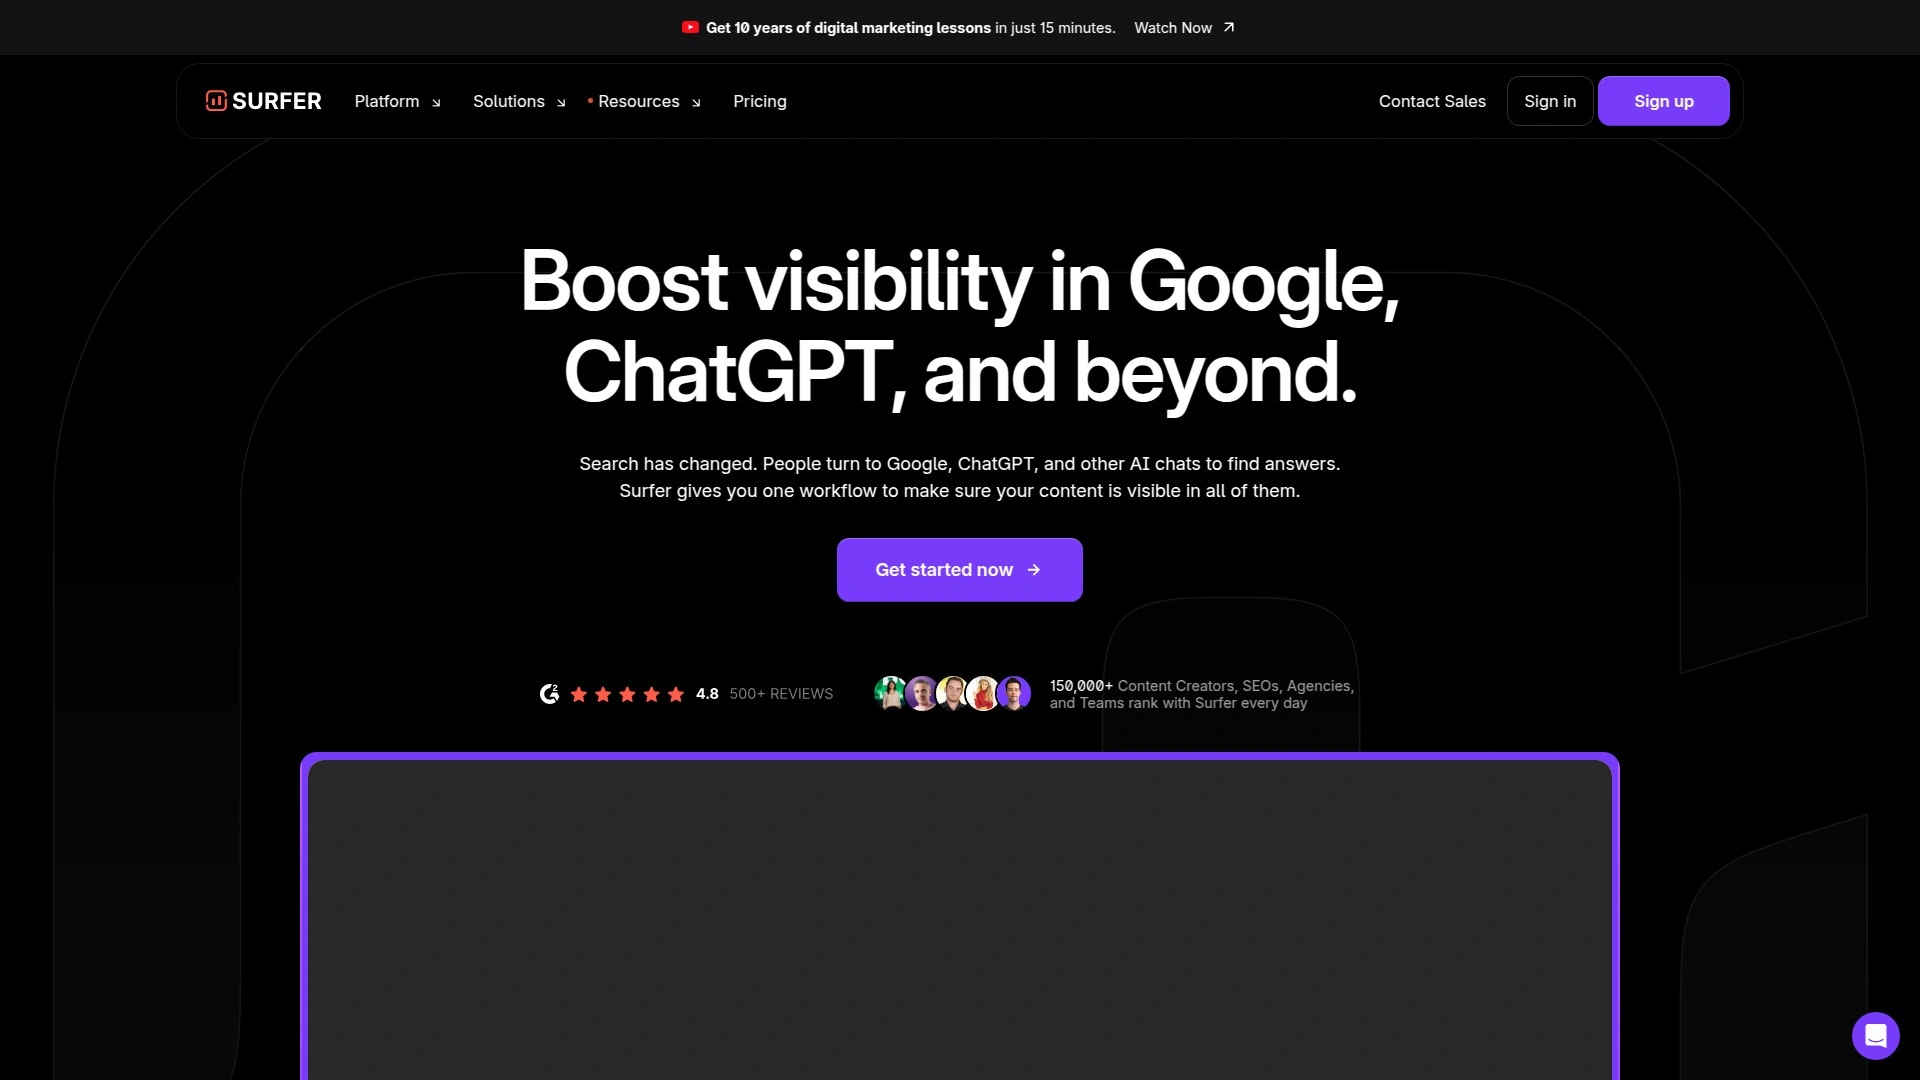 Get 10 years of digital marketing lessons in just 15 minutes. Watch Now
SURFER Platform Solutions Resources Pricing Contact Sales Sign in Sign up
Boost visibility in Google,
ChatGPT, and beyond.
Search has changed. People turn to Google, ChatGPT, and other AI chats to find answers.
Surfer gives you one workflow to make sure your content is visible in all of them.
Get started now
G2 4.8 500+ REVIEWS
150,000+ Content Creators, SEOs, Agencies,
and Teams rank with Surfer every day